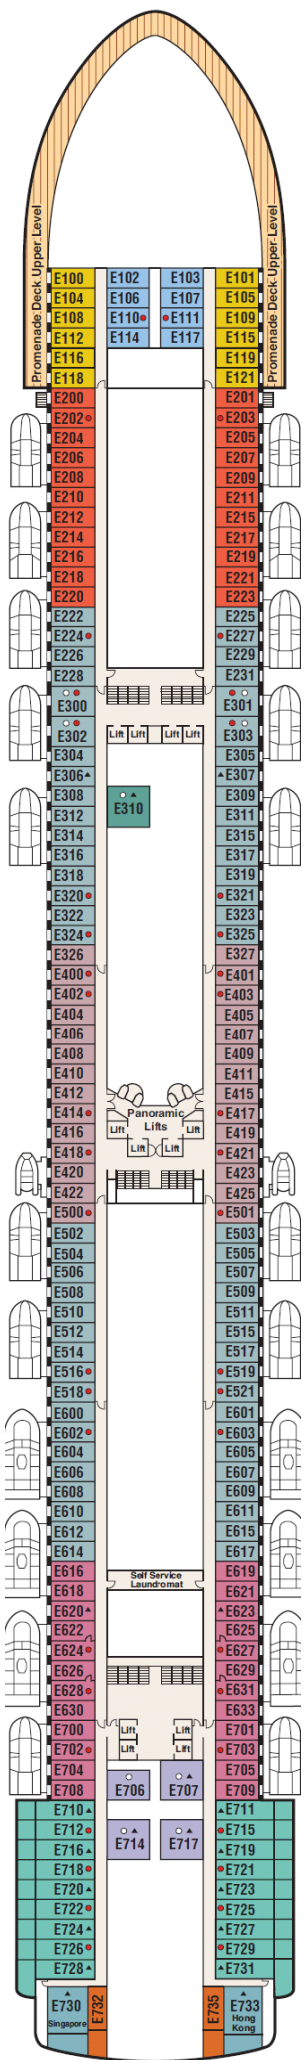 Promenade Deck Upper Level
Promenade Deck Upper Level
E100 E102 E103 E101
E104 E106 E107 E105
E108 E110 E111 E109
E112 E114 E117 E115
E116 E119
E118 E121
E200 E201
E202 E203
E204 E205
E206 E207
E208 E209
E210 E211
E212 E215
E214 E217
E216 E219
E218 E221
E220 E223
E222 E225
E224 E227
E226 E229
E228 E231
E300 E301
E302 Lift Lift Lift Lift E303
E304 E305
E306 E307
E308 E310 E309
E312 E311
E314 E315
E316 E317
E318 E319
E320 E321
E322 E323
E324 E325
E326 E327
E400 E401
E402 E403
E404 E405
E406 E407
E408 E409
E410 E411
E412 E415
E414 Panoramic E417
Lifts
E416 Lift Lift E419
E418 Lift Lift E421
E420 E423
E422 E425
E500 E501
E502 E503
E504 E505
E506 E507
E508 E509
E510 E511
E512 E515
E514 E517
E516 E519
E518 E521
E600 E601
E602 E603
E604 E605
E606 E607
E608 E609
E610 E611
E612 E615
E614 E617
E616 Self Service E619
E618 Laundromat E621
E620 E623
E622 E625
E624 E627
E626 E629
E628 E631
E630 E633
E700 Lift Lift E701
E702 Lift Lift E703
E704 E705
E708 E706 E707 E709
E710 E711
E712 E714 E717 E715
E716 E719
E718 E721
E720 E723
E722 E725
E724 E727
E726 E729
E728 E731
E730 E732 E735 E733
Singapore Hong
Kong